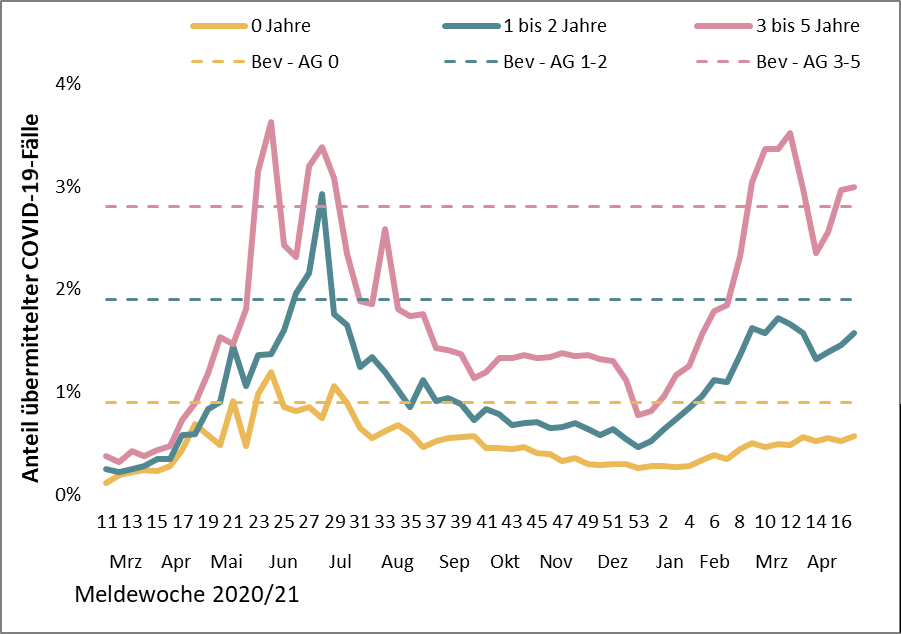 0 Jahre 1 bis 2 Jahre 3 bis 5 Jahre
Bev - AG 0 Bev - AG 1-2 Bev - AG 3-5
Anteil übermittelter COVID-19-Fälle
4%
3%
2%
1%
0%
11 13 15 17 19 21 23 25 27 29 31 33 35 37 39 41 43 45 47 49 51 53 2 4 6 8 10 12 14 16
Mrz Apr Mai Jun Jul Aug Sep Okt Nov Dez Jan Feb Mrz Apr
Meldewoche 2020/21